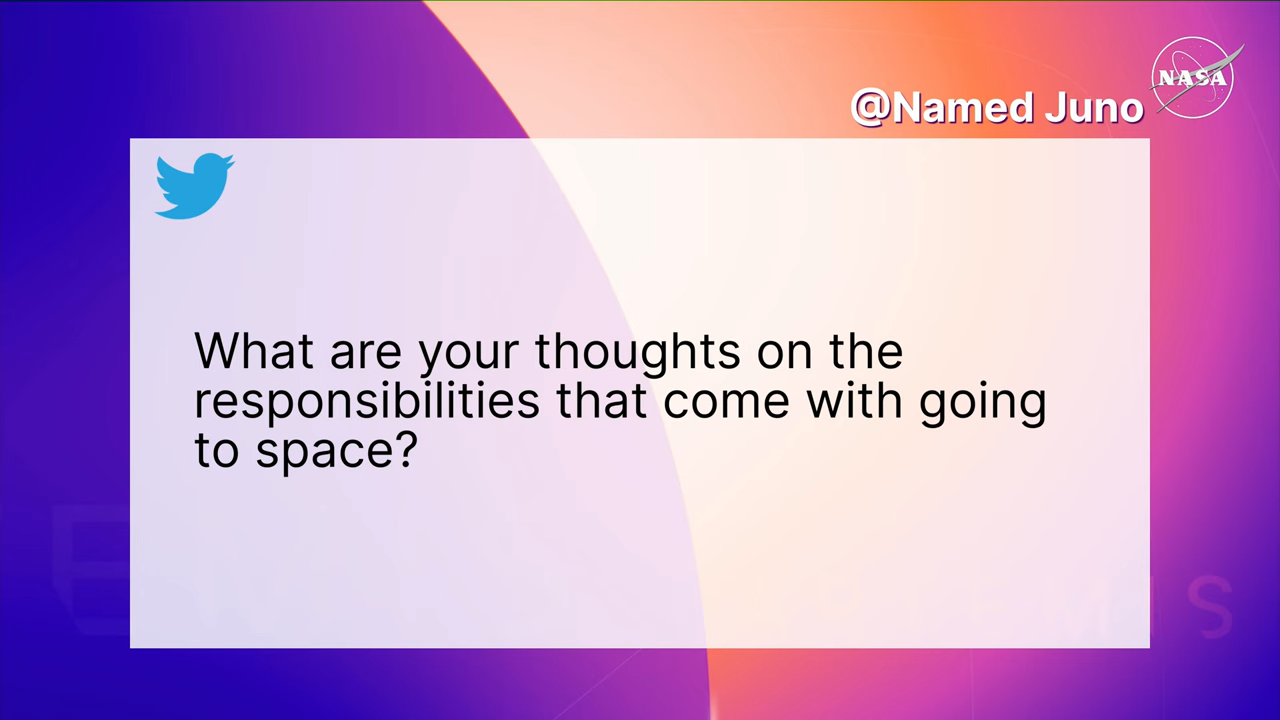 NASA
@Named Juno
What are your thoughts on the
responsibilities that come with going
to space?